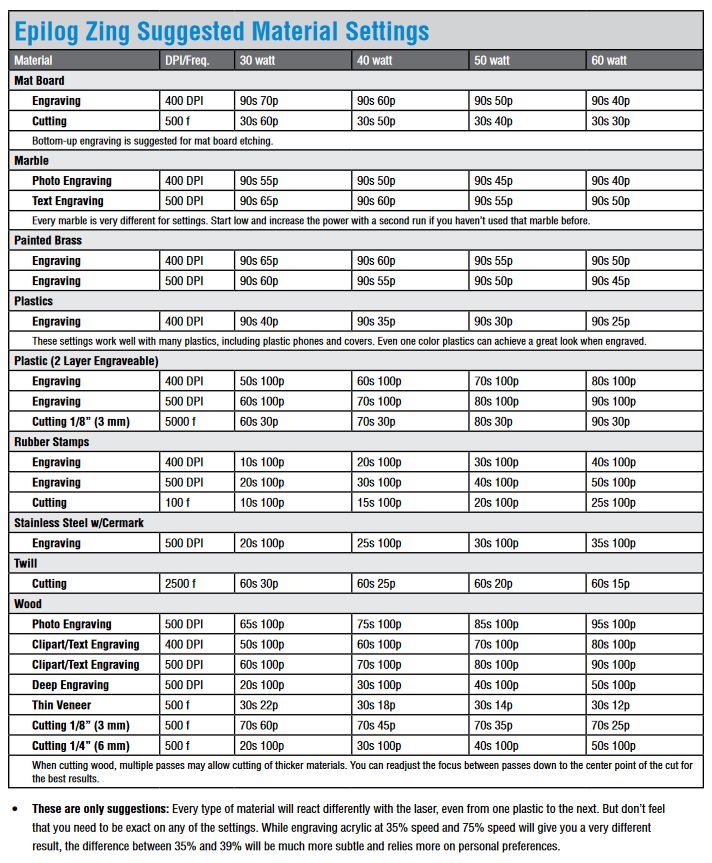 Epilog Zing Suggested Material Settings
Material DPI/Freq. 30 watt 40 watt 50 watt 60 watt
Mat Board
Engraving 400 DPI 90s 70p 90s 60p 90s 50p 90s 40p
Cutting 500 f 30s 60p 30s 50p 30s 40p 30s 30p
Bottom-up engraving is suggested for mat board etching.
Marble
Photo Engraving 400 DPI 90s 55p 90s 50p 90s 45p 90s 40p
Text Engraving 500 DPI 90s 65p 90s 60p 90s 55p 90s 50p
Every marble is very different for settings. Start low and increase the power with a second run if you haven't used that marble before.
Painted Brass
Engraving 400 DPI 90s 65p 90s 60p 90s 55p 90s 50p
Engraving 500 DPI 90s 60p 90s 55p 90s 50p 90s 45p
Plastics
Engraving 400 DPI 90s 40p 90s 35p 90s 30p 90s 25p
These settings work well with many plastics, including plastic phones and covers. Even one color plastics can achieve a great look when engraved.
Plastic (2 Layer Engraveable)
Engraving 400 DPI 50s 100p 60s 100p 70s 100p 80s 100p
Engraving 500 DPI 60s 100p 70s 100p 80s 100p 90s 100p
Cutting 1/8" (3 mm) 5000 f 60s 30p 70s 30p 80s 30p 90s 30p
Rubber Stamps
Engraving 400 DPI 10s 100p 20s 100p 30s 100p 40s 100p
Engraving 500 DPI 20s 100p 30s 100p 40s 100p 50s 100p
Cutting 100 f 10s 100p 15s 100p 20s 100p 25s 100p
Stainless Steel w/Cermark
Engraving 500 DPI 20s 100p 25s 100p 30s 100p 35s 100p
Twill
Cutting 2500 f 60s 30p 60s 25p 60s 20p 60s 15p
Wood
Photo Engraving 500 DPI 65s 100p 75s 100p 85s 100p 95s 100p
Clipart/Text Engraving 400 DPI 50s 100p 60s 100p 70s 100p 80s 100p
Clipart/Text Engraving 500 DPI 60s 100p 70s 100p 80s 100p 90s 100p
Deep Engraving 500 DPI 20s 100p 30s 100p 40s 100p 50s 100p
Thin Veneer 500 f 30s 22p 30s 18p 30s 14p 30s 12p
Cutting 1/8" (3 mm) 500 f 70s 60p 70s 45p 70s 35p 70s 25p
Cutting 1/4" (6 mm) 500 f 20s 100p 30s 100p 40s 100p 50s 100p
When cutting wood, multiple passes may allow cutting of thicker materials. You can readjust the focus between passes down to the center point of the cut for
the best results.
• These are only suggestions: Every type of material will react differently with the laser, even from one plastic to the next. But don't feel
that you need to be exact on any of the settings. While engraving acrylic at 35% speed and 75% speed will give you a very different
result, the difference between 35% and 39% will be much more subtle and relies more on personal preferences.